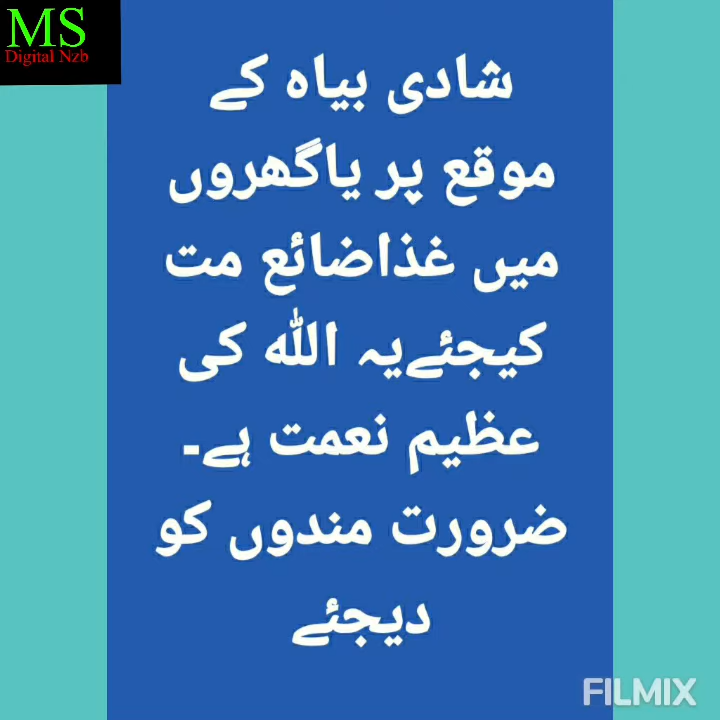 MS
Digital Nzb
شادی بیاہ کے
موقع پر یاگھروں
میں غذاضائع مت
کیجئےیہ اللہ کی
عظیم نعمت ہے۔
ضرورت مندوں کو
دیجئے
FILMIX